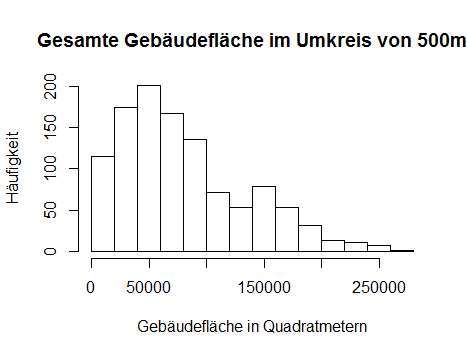 Gesamte Gebäudefläche im Umkreis von 500m
Häufigkeit
200
150
100
50
0
0 50000 150000 250000
Gebäudefläche in Quadratmetern